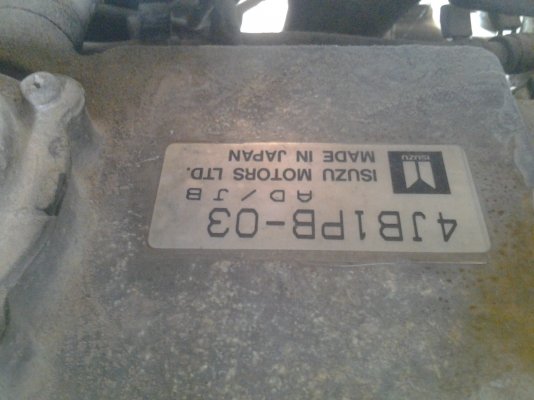 4JB1PB-03
AD/JB
ISUZU MOTORS LTD.
ISUZU
MADE IN JAPAN